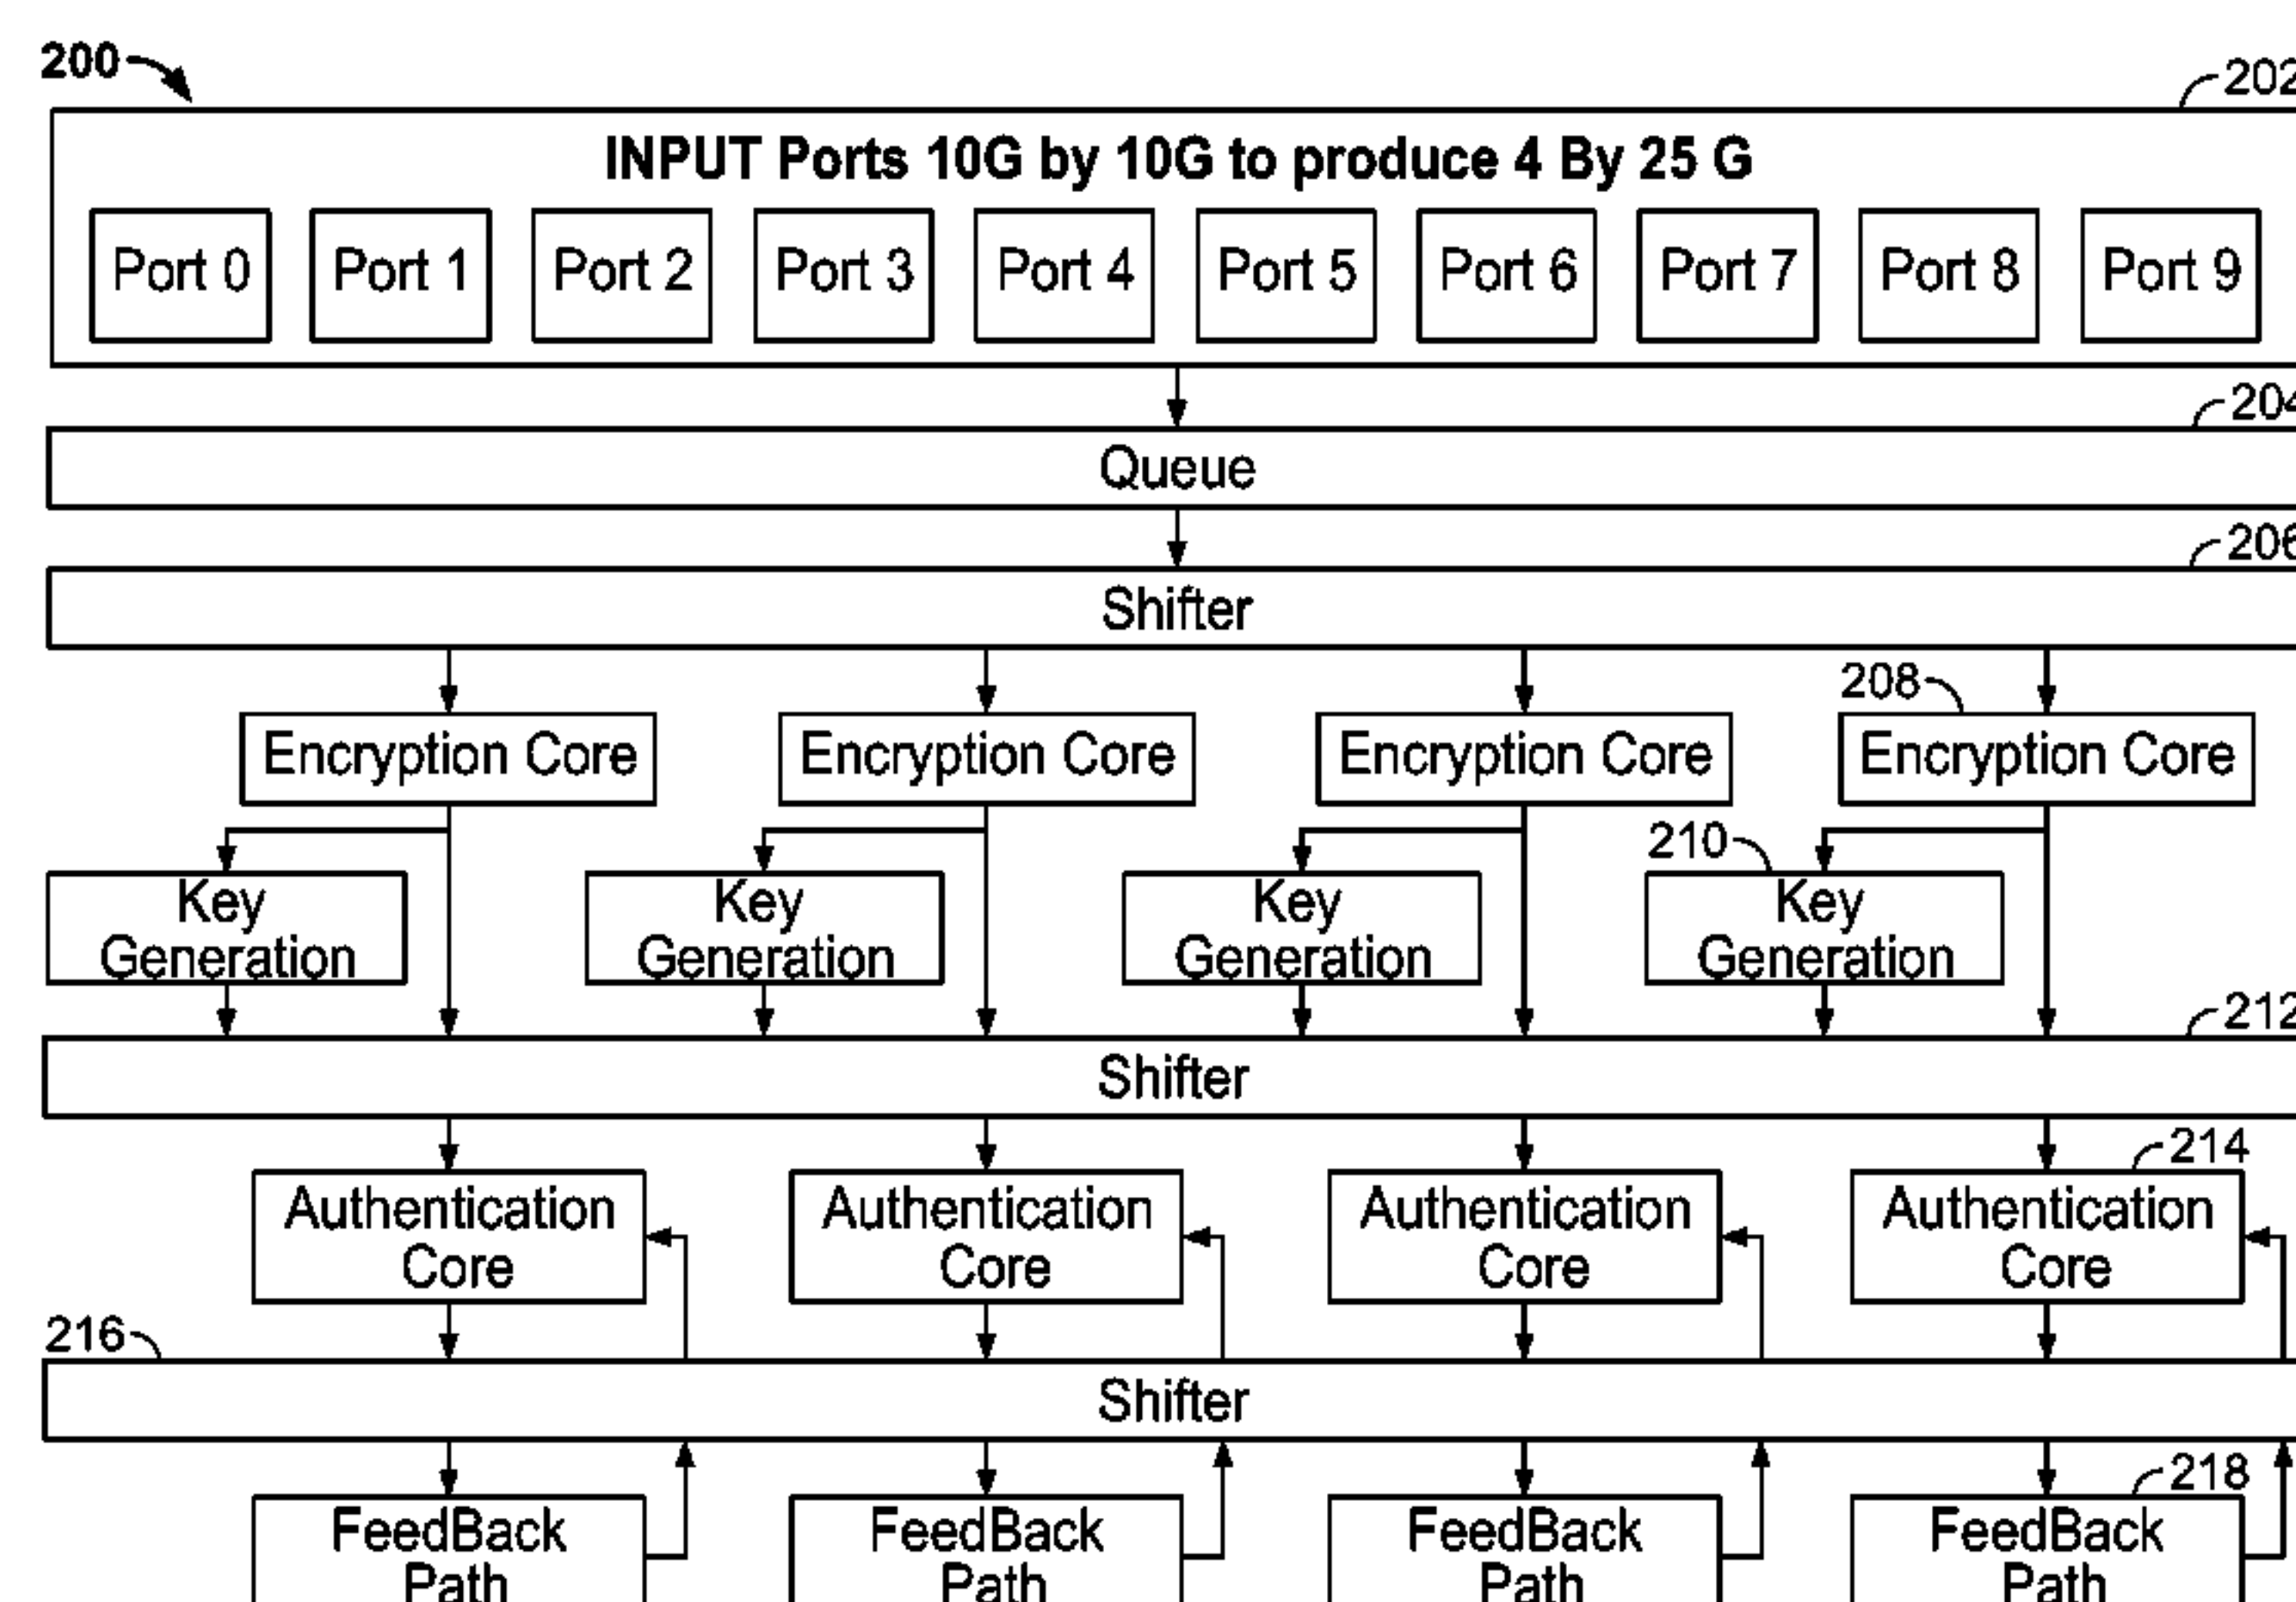 200
202
INPUT Ports 10G by 10G to produce 4 By 25 G
Port 0 Port 1 Port 2 Port 3 Port 4 Port 5 Port 6 Port 7 Port 8 Port 9
204
Queue
206
Shifter
208
Encryption Core Encryption Core Encryption Core Encryption Core
210
Key Key Key Key
Generation Generation Generation Generation
212
Shifter
214
Authentication Authentication Authentication Authentication
Core Core Core Core
216
Shifter
218
FeedBack FeedBack FeedBack FeedBack
Path Path Path Path